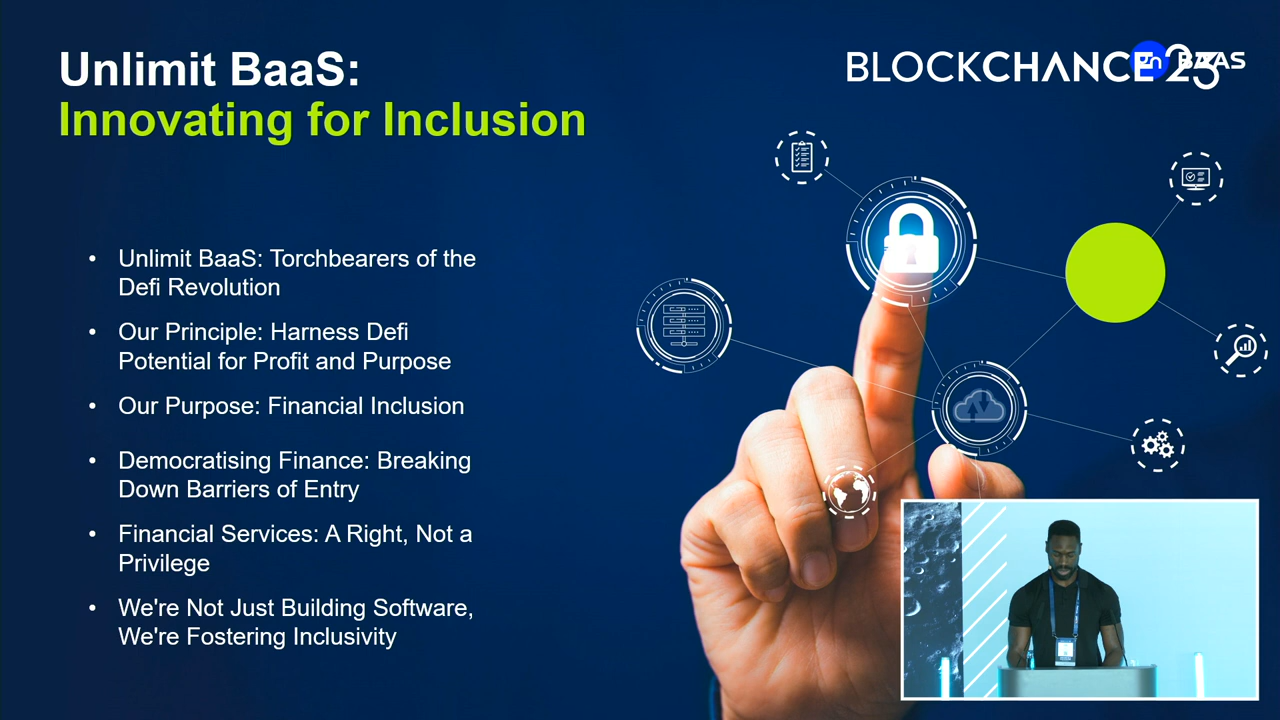 Unlimit BaaS:
Innovating for Inclusion
BLOCKCHANCE 23
BAAS
• Unlimit BaaS: Torchbearers of the
Defi Revolution
• Our Principle: Harness Defi
Potential for Profit and Purpose
• Our Purpose: Financial Inclusion
• Democratising Finance: Breaking
Down Barriers of Entry
• Financial Services: A Right, Not a
Privilege
• We're Not Just Building Software,
We're Fostering Inclusivity